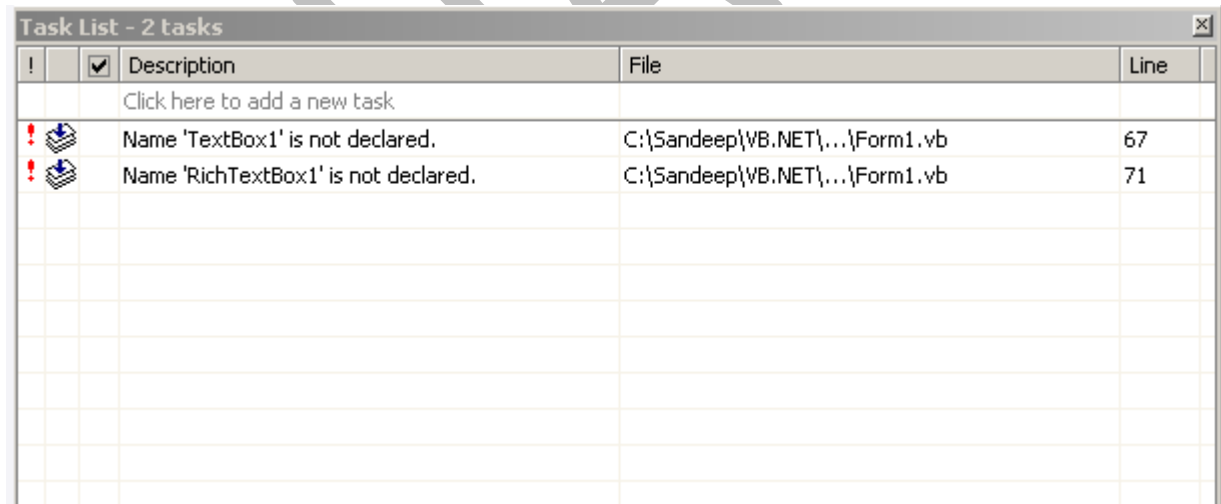 Task List - 2 tasks
! Description File Line
Click here to add a new task
Name 'TextBox1' is not declared. C:\Sandeep\VB.NET\...\Form1.vb 67
Name 'RichTextBox1' is not declared. C:\Sandeep\VB.NET\...\Form1.vb 71